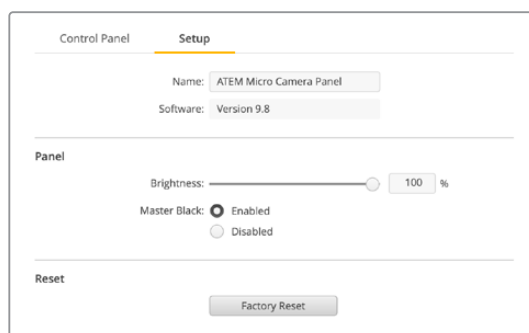 Control Panel Setup
Name: ATEM Micro Camera Panel
Software: Version 9.8
Panel
Brightness: 100 %
Master Black: Enabled
Disabled
Reset
Factory Reset